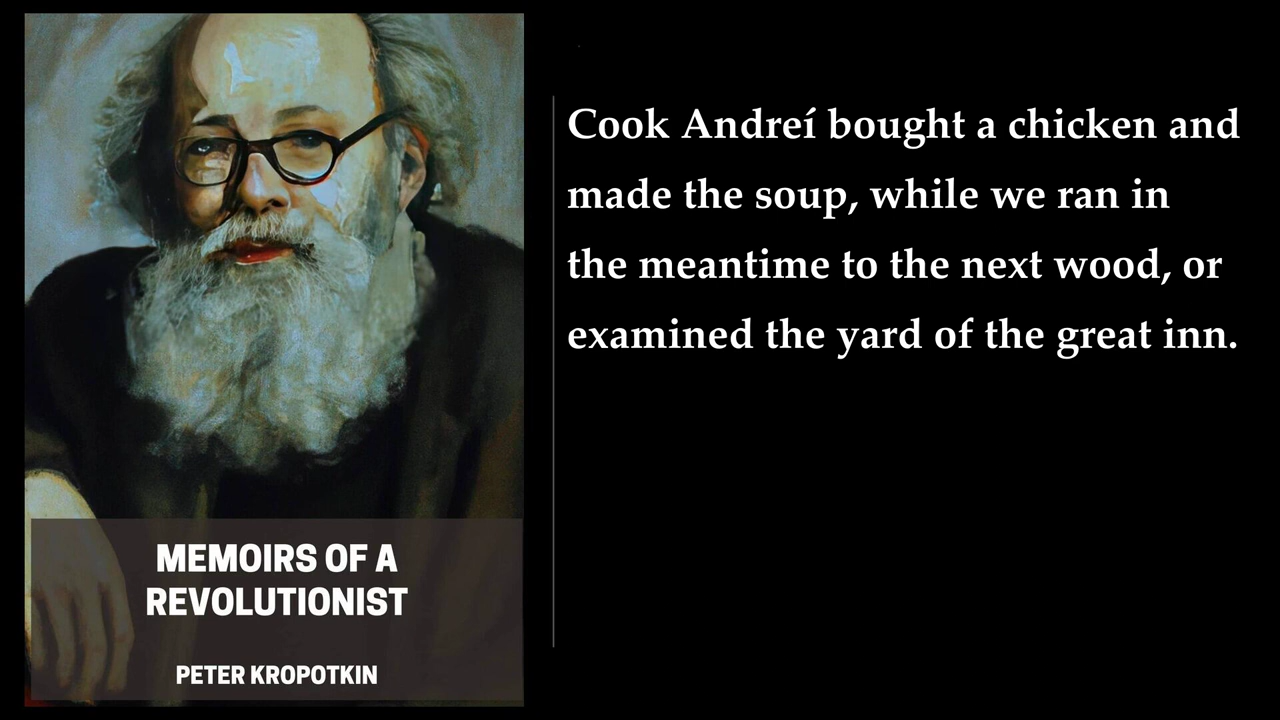 MEMOIRS OF A
REVOLUTIONIST
PETER KROPOTKIN
Cook Andreí bought a chicken and
made the soup, while we ran in
the meantime to the next wood, or
examined the yard of the great inn.